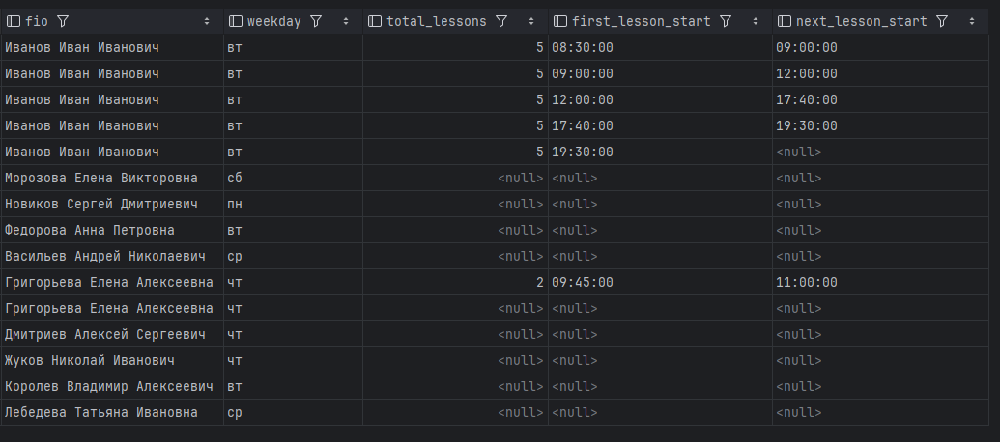 fio weekday total_lessons first_lesson_start next_lesson_start
Иванов Иван Иванович вт 5 08:30:00 09:00:00
Иванов Иван Иванович вт 5 09:00:00 12:00:00
Иванов Иван Иванович вт 5 12:00:00 17:40:00
Иванов Иван Иванович вт 5 17:40:00 19:30:00
Иванов Иван Иванович вт 5 19:30:00 <null>
Морозова Елена Викторовна сб <null> <null> <null>
Новиков Сергей Дмитриевич пн <null> <null> <null>
Федорова Анна Петровна вт <null> <null> <null>
Васильев Андрей Николаевич ср <null> <null> <null>
Григорьева Елена Алексеевна чт 2 09:45:00 11:00:00
Григорьева Елена Алексеевна чт <null> <null> <null>
Дмитриев Алексей Сергеевич чт <null> <null> <null>
Жуков Николай Иванович чт <null> <null> <null>
Королев Владимир Алексеевич вт <null> <null> <null>
Лебедева Татьяна Ивановна ср <null> <null> <null>